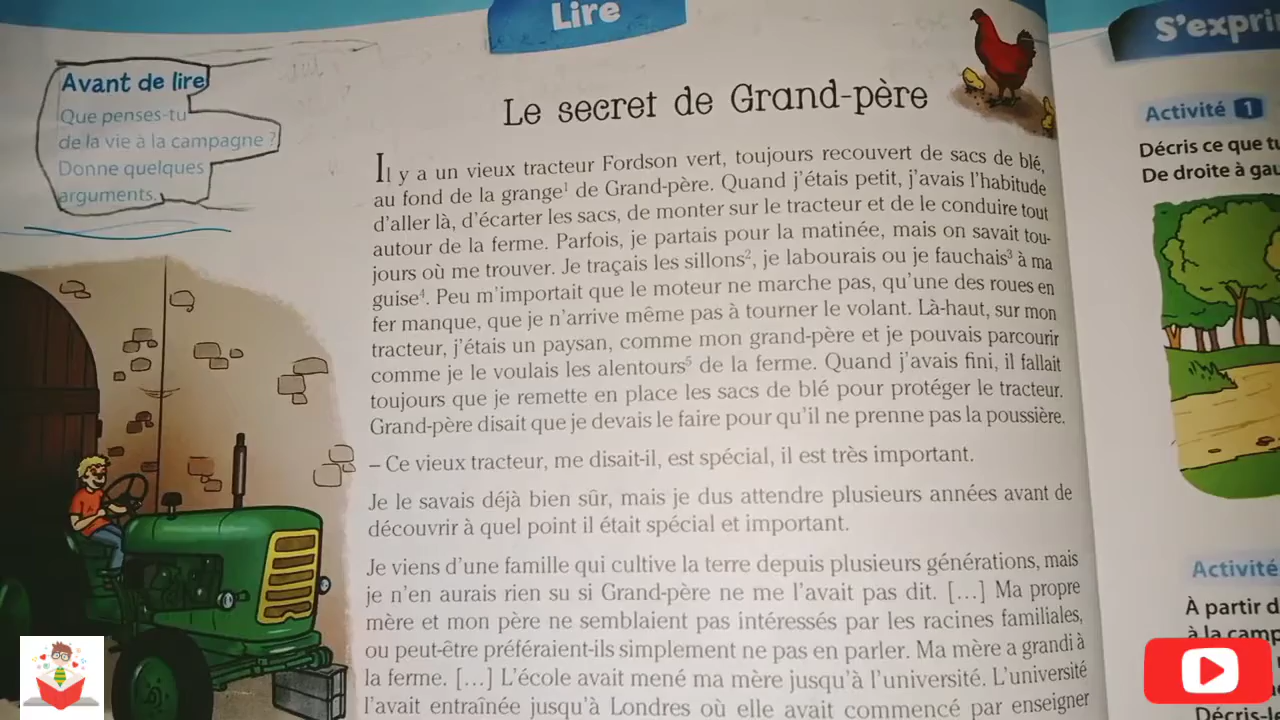 Lire
Avant de lire
Que penses-tu
de la vie à la campagne ?
Donne quelques
arguments.
Le secret de Grand-père
Il y a un vieux tracteur Fordson vert, toujours recouvert de sacs de blé,
au fond de la grange¹ de Grand-père. Quand j'étais petit, j'avais l'habitude
d'aller là, d'écarter les sacs, de monter sur le tracteur et de le conduire tout
autour de la ferme. Parfois, je partais pour la matinée, mais on savait tou-
jours où me trouver. Je traçais les sillons², je labourais ou je fauchais³ à ma
guise⁴. Peu m'importait que le moteur ne marche pas, qu'une des roues en
fer manque, que je n'arrive même pas à tourner le volant. Là-haut, sur mon
tracteur, j'étais un paysan, comme mon grand-père et je pouvais parcourir
comme je le voulais les alentours⁵ de la ferme. Quand j'avais fini, il fallait
toujours que je remette en place les sacs de blé pour protéger le tracteur.
Grand-père disait que je devais le faire pour qu'il ne prenne pas la poussière.
– Ce vieux tracteur, me disait-il, est spécial, il est très important.
Je le savais déjà bien sûr, mais je dus attendre plusieurs années avant de
découvrir à quel point il était spécial et important.
Je viens d'une famille qui cultive la terre depuis plusieurs générations, mais
je n'en aurais rien su si Grand-père ne me l'avait pas dit. [...] Ma propre
mère et mon père ne semblaient pas intéressés par les racines familiales,
ou peut-être préféraient-ils simplement ne pas en parler. Ma mère a grandi à
la ferme. [...] L'école avait mené ma mère jusqu'à l'université. L'université
l'avait entraînée jusqu'à Londres où elle avait commencé par enseigner
S'expri
Activité 1
Décris ce que tu
De droite à gau
Activité
À partir d
à la camp
Décris-le